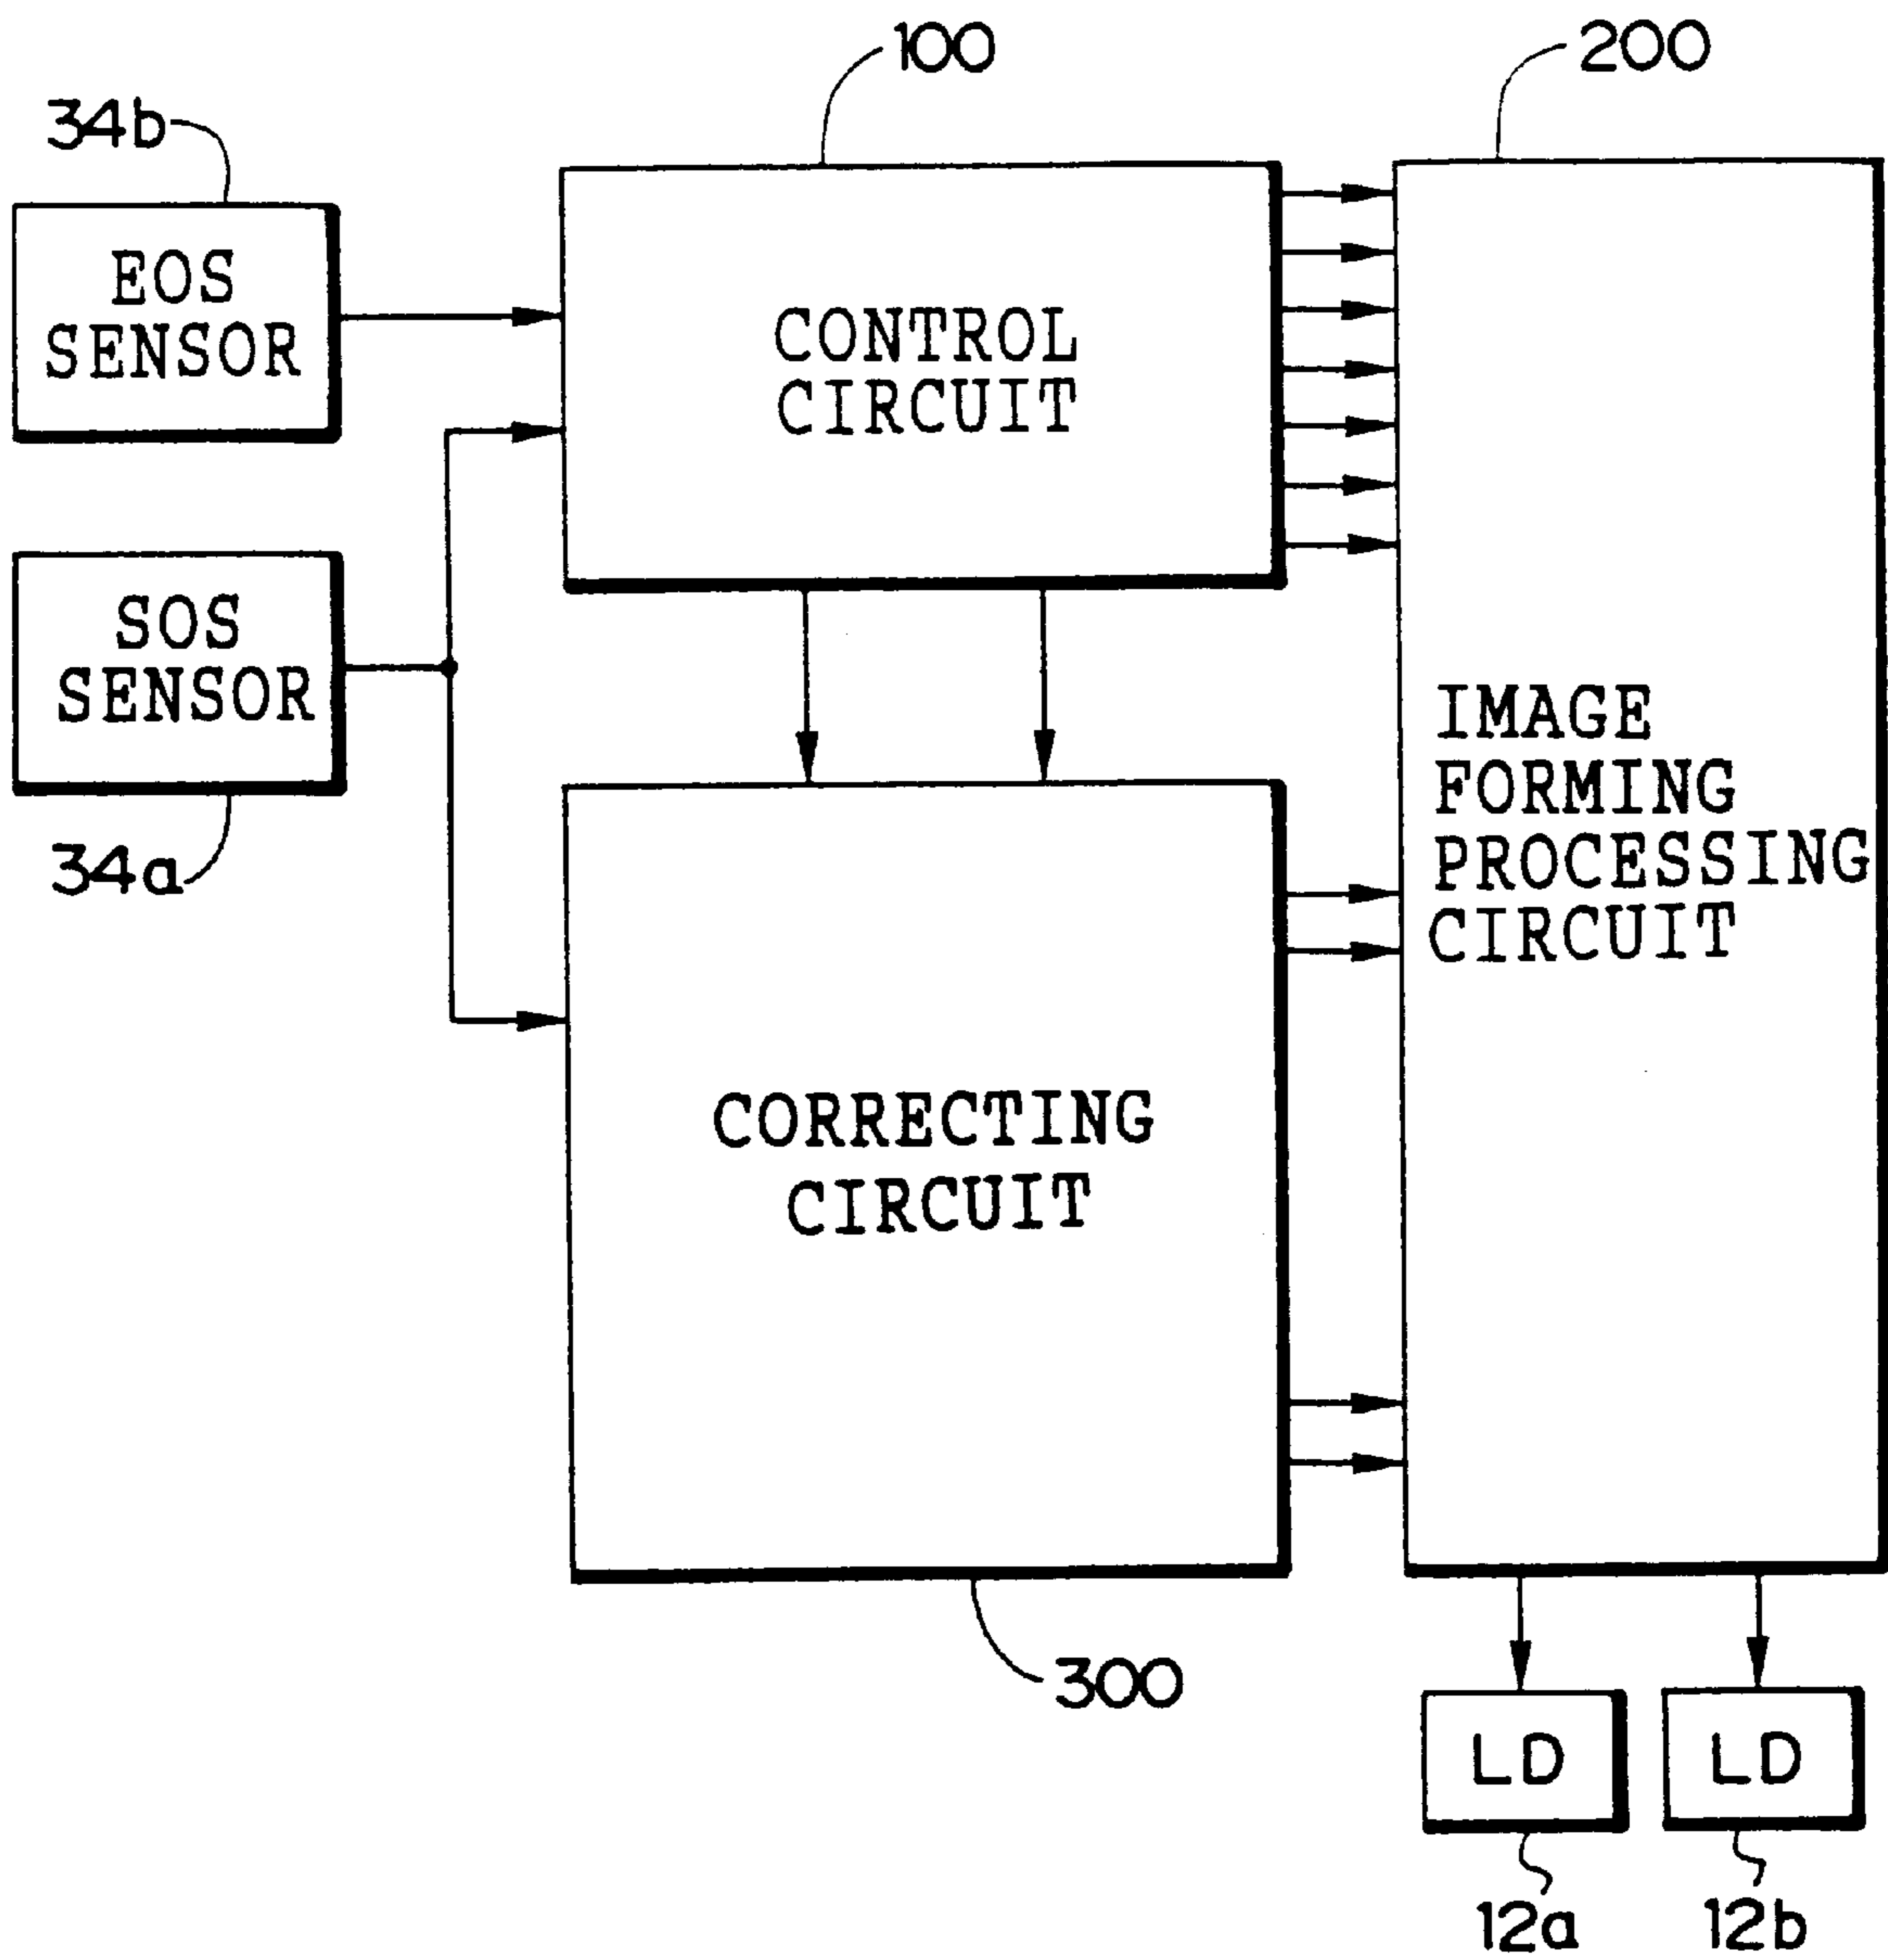 100
200
34b
EOS
SENSOR
CONTROL
CIRCUIT
SOS
SENSOR
34a
IMAGE
FORMING
PROCESSING
CIRCUIT
CORRECTING
CIRCUIT
300
LD
LD
12a
12b